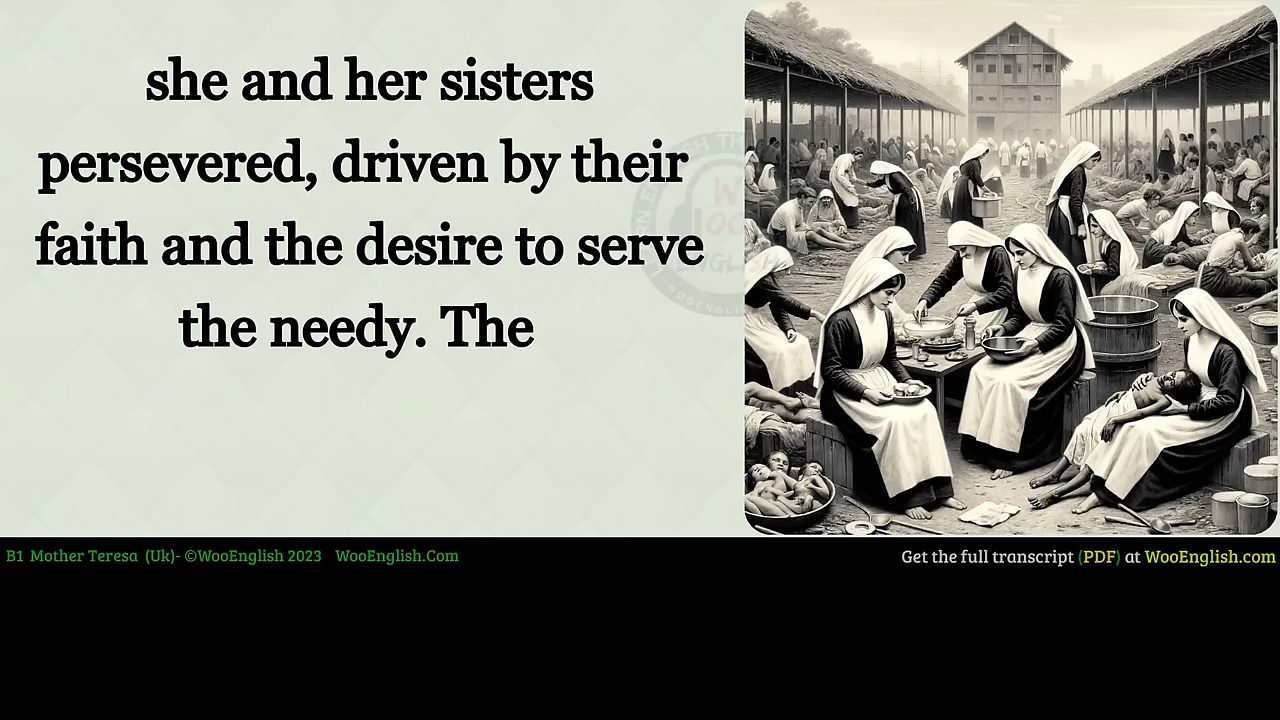 she and her sisters
persevered, driven by their
faith and the desire to serve
the needy. The
B1 Mother Teresa (Uk)- ©WooEnglish 2023 WooEnglish.Com
Get the full transcript (PDF) at WooEnglish.com